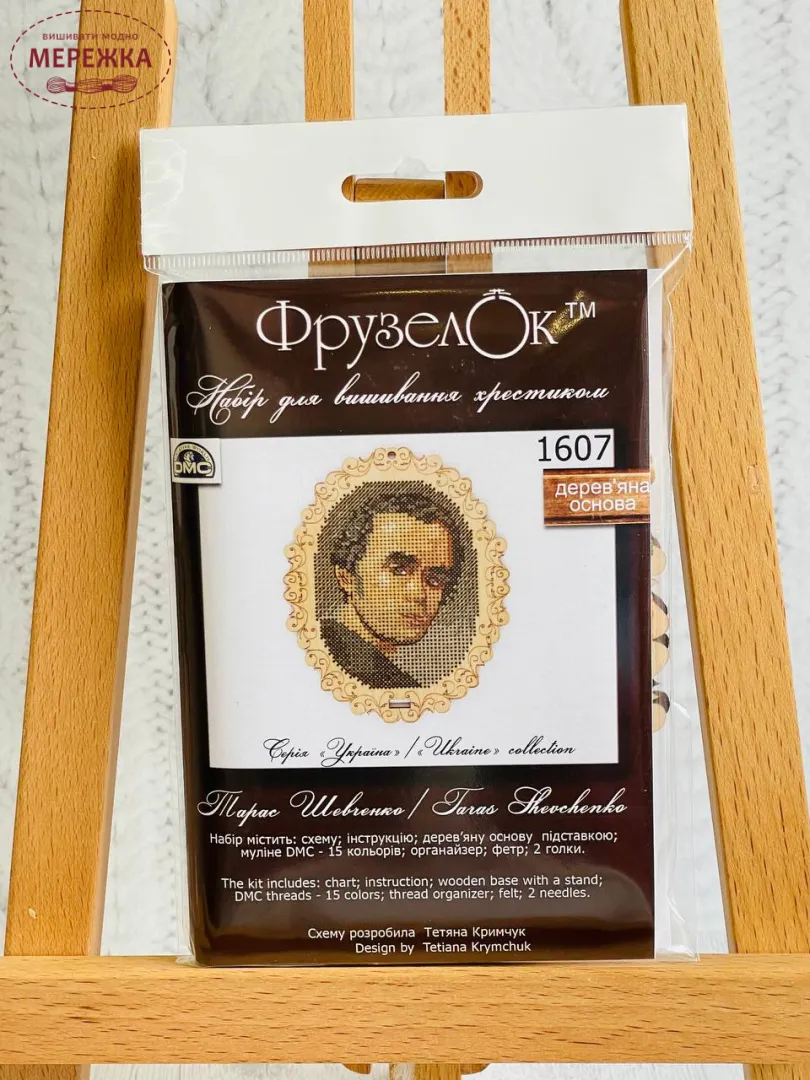 ВИШИВАТИ МОДНО
МЕРЕЖКА
ФрузелОк™
Набір для вишивання хрестиком
DMC
1607
дерев'яна
основа
Серія «Україна» / «Ukraine» collection
Тарас Шевченко / Taras Shevchenko
Набір містить: схему; інструкцію; дерев'яну основу підставкою;
муліне DMC - 15 кольорів; органайзер; фетр; 2 голки.
The kit includes: chart; instruction; wooden base with a stand;
DMC threads - 15 colors; thread organizer; felt; 2 needles.
Схему розробила Тетяна Кримчук
Design by Tetiana Krymchuk